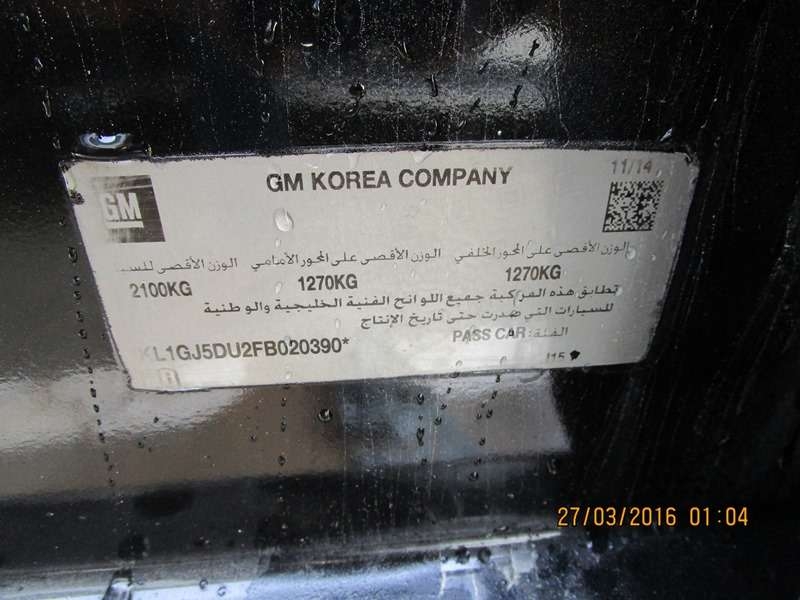 11/14
GM KOREA COMPANY
GM
الوزن الأقصى على المحور الخلفي الوزن الأقصى على المحور الأمامي الوزن الأقصى
2100KG 1270KG 1270KG
تطابق هذه المركبة جميع اللوائح الفنية الخليجية والوطنية
للسيارات التي صدرت حتى تاريخ الإنتاج
الفئة: PASS CAR
L1GJ5DU2FB020390*
27/03/2016 01:04